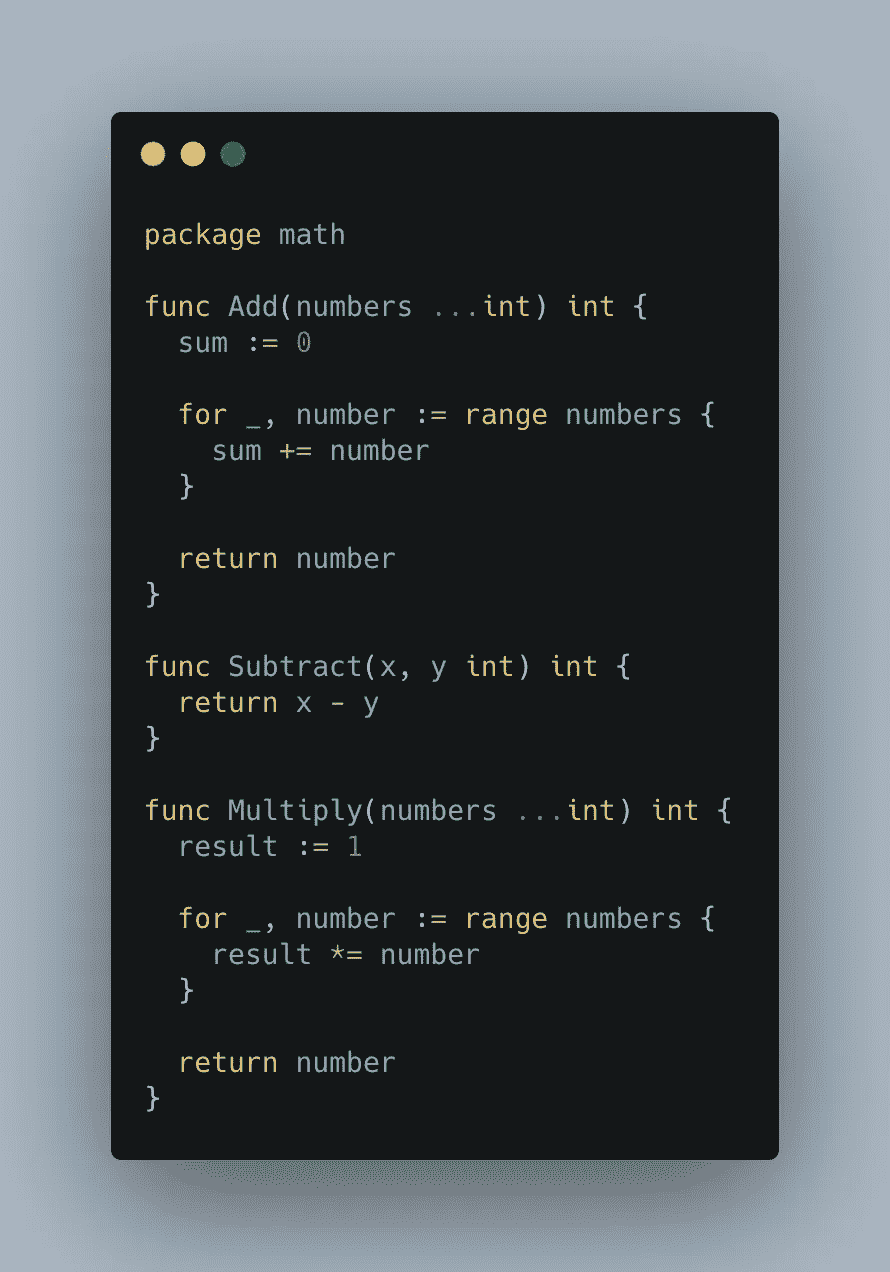 package math

func Add(numbers ...int) int {
  sum := 0

  for _, number := range numbers {
    sum += number
  }

  return number
}

func Subtract(x, y int) int {
  return x - y
}

func Multiply(numbers ...int) int {
  result := 1

  for _, number := range numbers {
    result *= number
  }

  return number
}